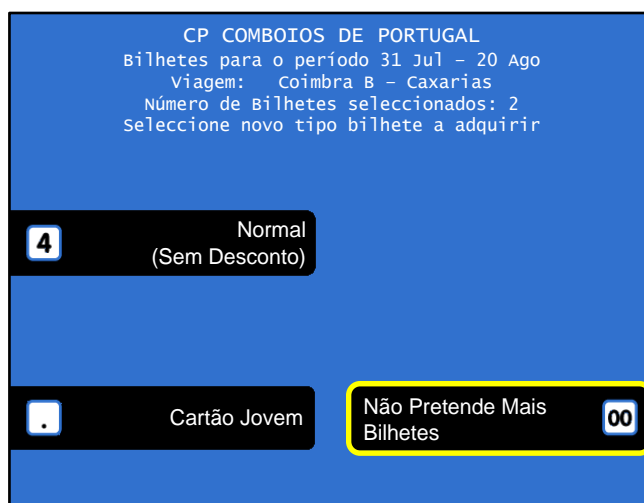 CP COMBOIOS DE PORTUGAL
Bilhetes para o período 31 Jul – 20 Ago
Viagem: Coimbra B – Caxarias
Número de Bilhetes seleccionados: 2
Seleccione novo tipo bilhete a adquirir
4 Normal
(Sem Desconto)
. Cartão Jovem
Não Pretende Mais 00
Bilhetes